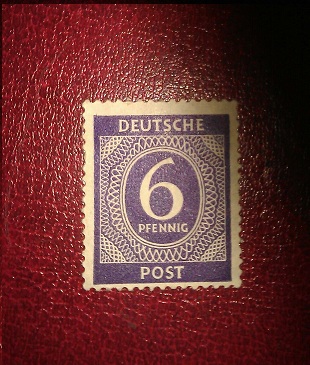 DEUTSCHE
6
PFENNIG
POST